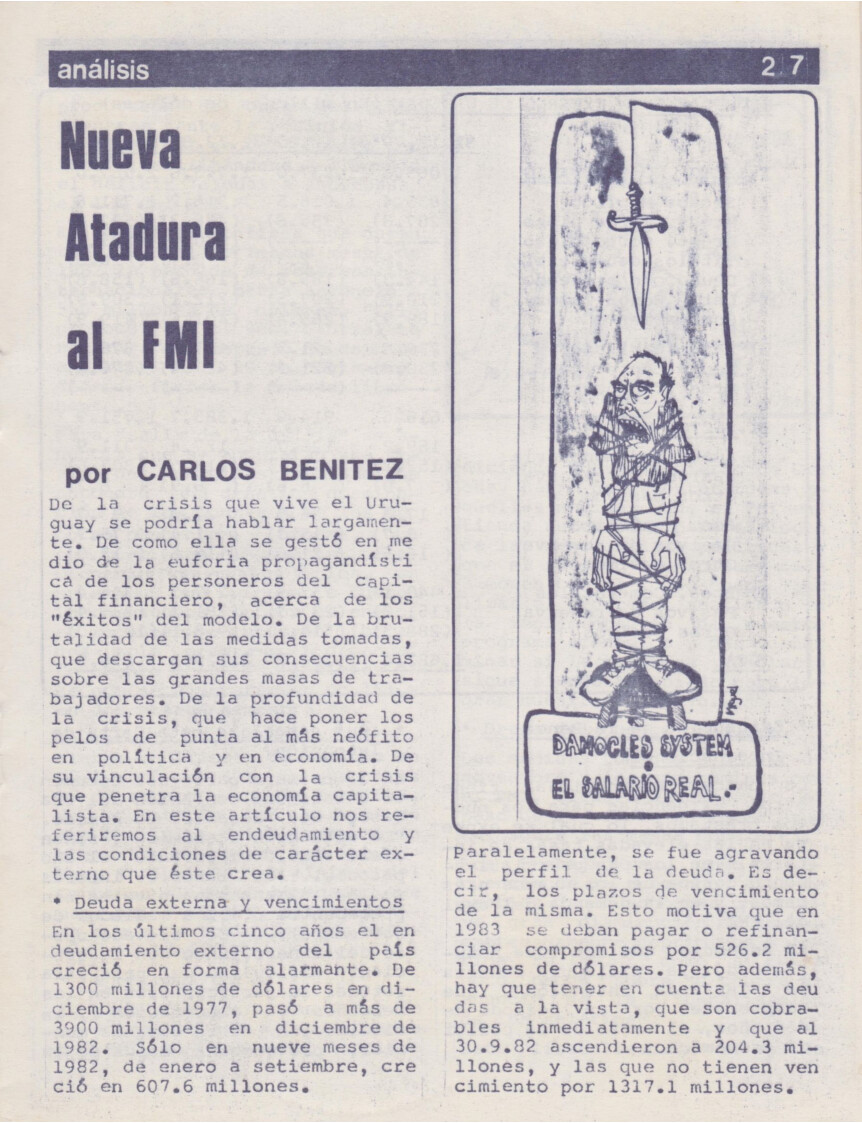 análisis 2 7
Nueva
Atadura
al FMI
por CARLOS BENITEZ
De la crisis que vive el Uru-
guay se podría hablar largamen-
te. De como ella se gestó en me
dio de la euforia propagandísti
ca de los personeros del capi-
tal financiero, acerca de los
"éxitos" del modelo. De la bru-
talidad de las medidas tomadas,
que descargan sus consecuencias
sobre las grandes masas de tra-
bajadores. De la profundidad de
la crisis, que hace poner los
pelos de punta al más neófito
en política y en economía. De
su vinculación con la crisis
que penetra la economía capita-
lista. En este artículo nos re-
feriremos al endeudamiento y
las condiciones de carácter ex-
terno que éste crea.
* Deuda externa y vencimientos
En los últimos cinco años el en
deudamiento externo del país
creció en forma alarmante. De
1300 millones de dólares en di-
ciembre de 1977, pasó a más de
3900 millones en diciembre de
1982. Sólo en nueve meses de
1982, de enero a setiembre, cre
ció en 607.6 millones.
DAMOCLES SYSTEM
EL SALARIO REAL.-
Paralelamente, se fue agravando
el perfil de la deuda. Es de-
cir, los plazos de vencimiento
de la misma. Esto motiva que en
1983 se deban pagar o refinan-
ciar compromisos por 526.2 mi-
llones de dólares. Pero además,
hay que tener en cuenta las deu
das a la vista, que son cobra-
bles inmediatamente y que al
30.9.82 ascendieron a 204.3 mi-
llones, y las que no tienen ven
cimiento por 1317.1 millones.